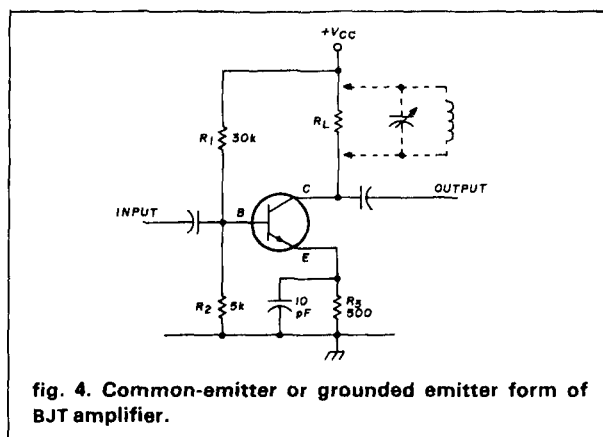 +VCC
RL
R1 30k
C
OUTPUT
INPUT
B
E
R2 5k
10 pF
R3 500
fig. 4. Common-emitter or grounded emitter form of
BJT amplifier.